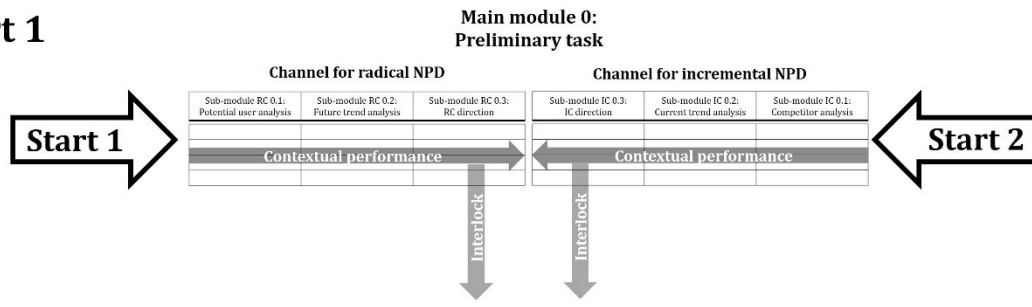 t 1
Main module 0:
Preliminary task
Channel for radical NPD
Channel for incremental NPD
Sub-module RC 0.1:
Potential user analysis
Sub-module RC 0.2:
Future trend analysis
Sub-module RC 0.3:
RC direction
Sub-module IC 0.3:
IC direction
Sub-module IC 0.2:
Current trend analysis
Sub-module IC 0.1:
Competitor analysis
Start 1
Contextual performance
Contextual performance
Start 2
Interlock
Interlock